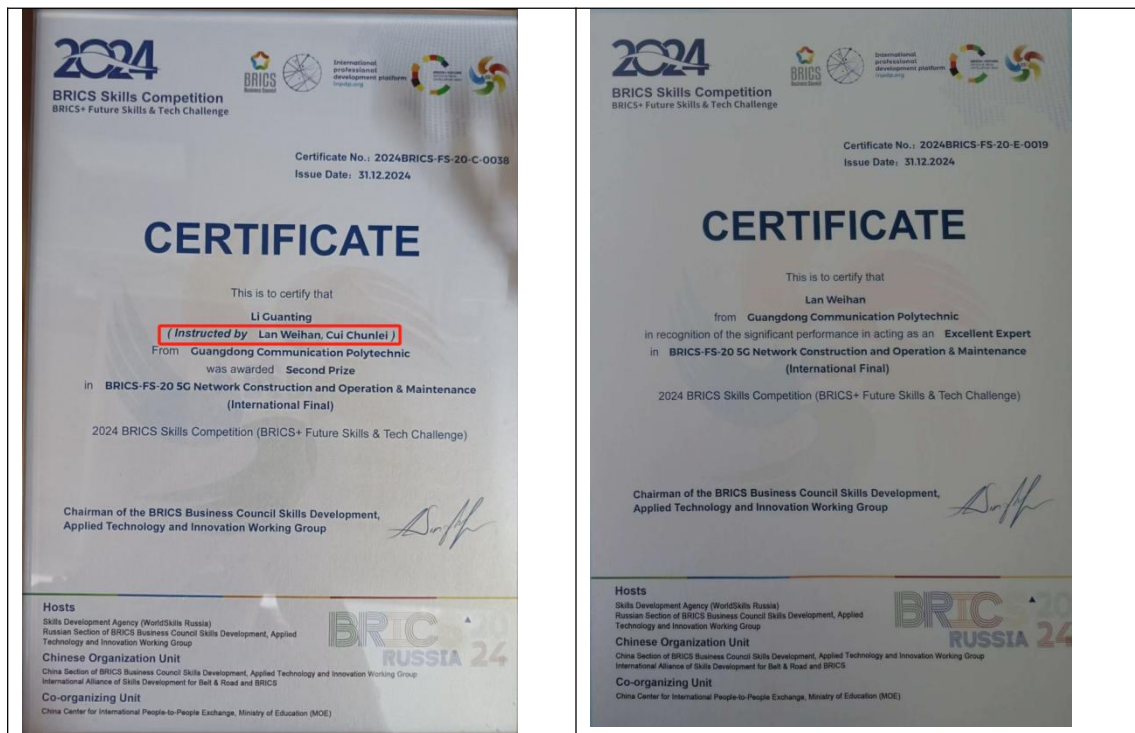 2024
BRICS Skills Competition
BRICS+ Future Skills & Tech Challenge
BRICS
Business Council
International
professional
development platform
Certificate No.: 2024BRICS-FS-20-C-0038
Issue Date: 31.12.2024
CERTIFICATE
This is to certify that
Li Guanting
( Instructed by Lan Weihan, Cui Chunlei )
From Guangdong Communication Polytechnic
was awarded Second Prize
in BRICS-FS-20 5G Network Construction and Operation & Maintenance
(International Final)
2024 BRICS Skills Competition (BRICS+ Future Skills & Tech Challenge)
Chairman of the BRICS Business Council Skills Development,
Applied Technology and Innovation Working Group
Hosts
Skills Development Agency (WorldSkills Russia)
Russian Section of BRICS Business Council Skills Development, Applied
Technology and Innovation Working Group
Chinese Organization Unit
China Section of BRICS Business Council Skills Development, Applied Technology and Innovation Working Group
International Alliance of Skills Development for Belt & Road and BRICS
Co-organizing Unit
China Center for International People-to-People Exchange, Ministry of Education (MOE)
BRIC
RUSSIA 24
2024
BRICS Skills Competition
BRICS+ Future Skills & Tech Challenge
BRICS
Business Council
International
professional
development platform
Certificate No.: 2024BRICS-FS-20-E-0019
Issue Date: 31.12.2024
CERTIFICATE
This is to certify that
Lan Weihan
from Guangdong Communication Polytechnic
in recognition of the significant performance in acting as an Excellent Expert
in BRICS-FS-20 5G Network Construction and Operation & Maintenance
(International Final)
2024 BRICS Skills Competition (BRICS+ Future Skills & Tech Challenge)
Chairman of the BRICS Business Council Skills Development,
Applied Technology and Innovation Working Group
Hosts
Skills Development Agency (WorldSkills Russia)
Russian Section of BRICS Business Council Skills Development, Applied
Technology and Innovation Working Group
Chinese Organization Unit
China Section of BRICS Business Council Skills Development, Applied Technology and Innovation Working Group
International Alliance of Skills Development for Belt & Road and BRICS
Co-organizing Unit
China Center for International People-to-People Exchange, Ministry of Education (MOE)
BRIC 20
RUSSIA 24